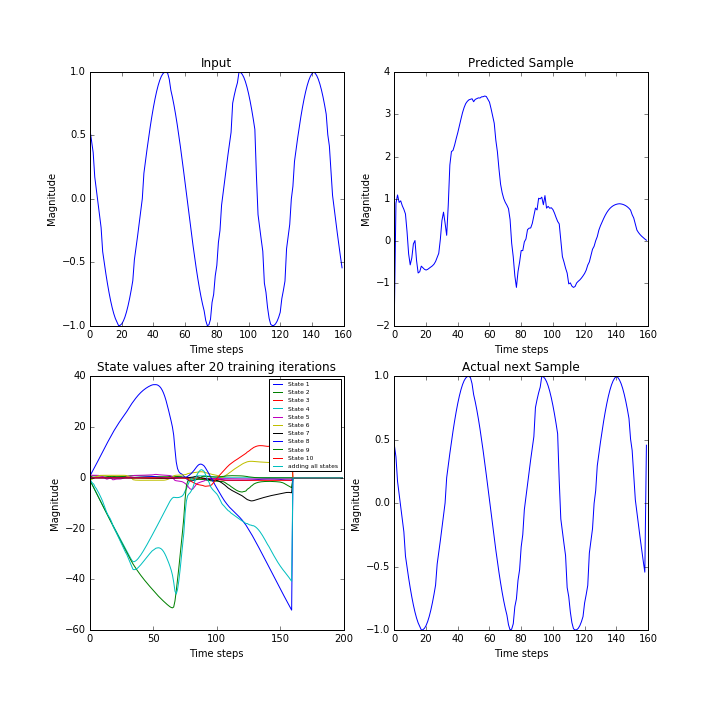 Input
Magnitude
1.0
0.5
0.0
−0.5
−1.0
0 20 40 60 80 100 120 140 160
Time steps
Predicted Sample
Magnitude
4
3
2
1
0
−1
−2
0 20 40 60 80 100 120 140 160
Time steps
State values after 20 training iterations
Magnitude
40
20
0
−20
−40
−60
0 50 100 150 200
Time steps
State 1
State 2
State 3
State 4
State 5
State 6
State 7
State 8
State 9
State 10
adding all states
Actual next Sample
Magnitude
1.0
0.5
0.0
−0.5
−1.0
0 20 40 60 80 100 120 140 160
Time steps